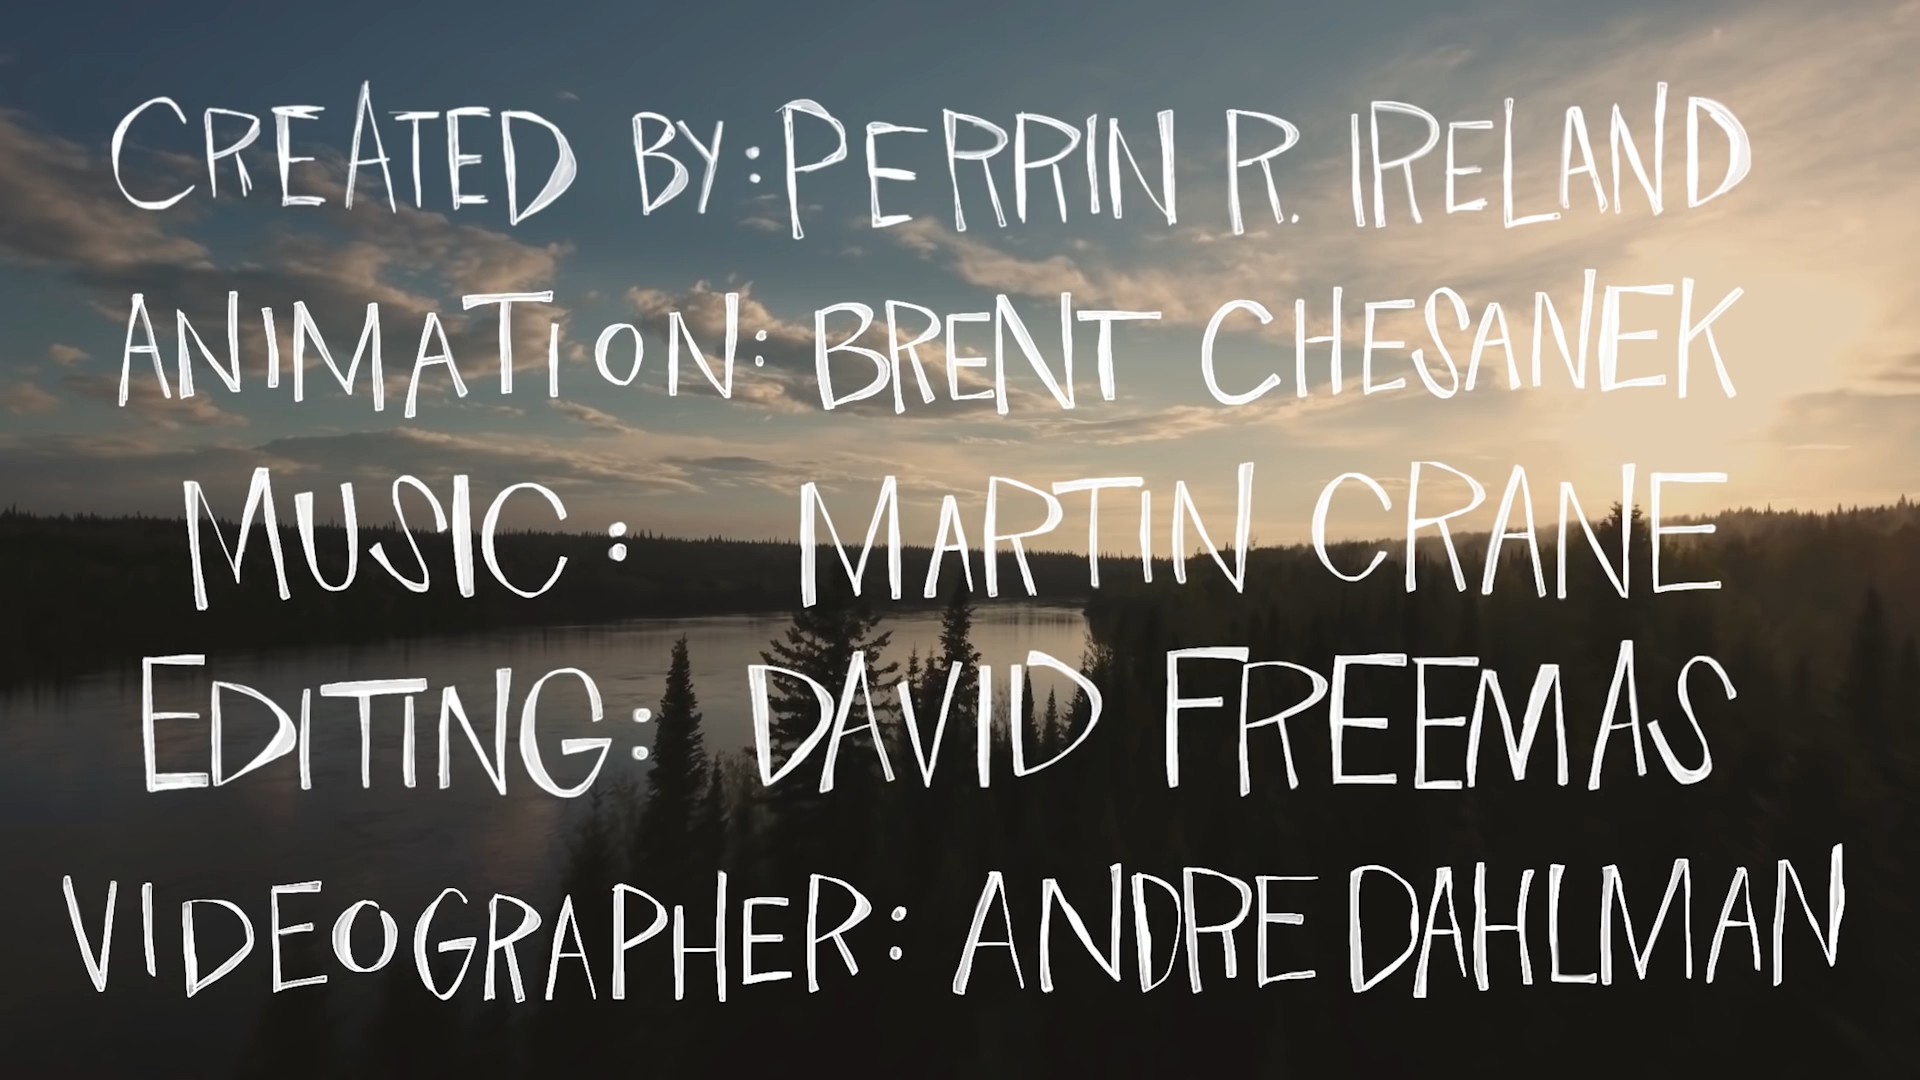 CREATED BY: PERRIN R. IRELAND
ANIMATION: BRENT CHESANEK
MUSIC: MARTIN CRANE
EDITING: DAVID FREEMAS
VIDEOGRAPHER: ANDRE DAHLMAN